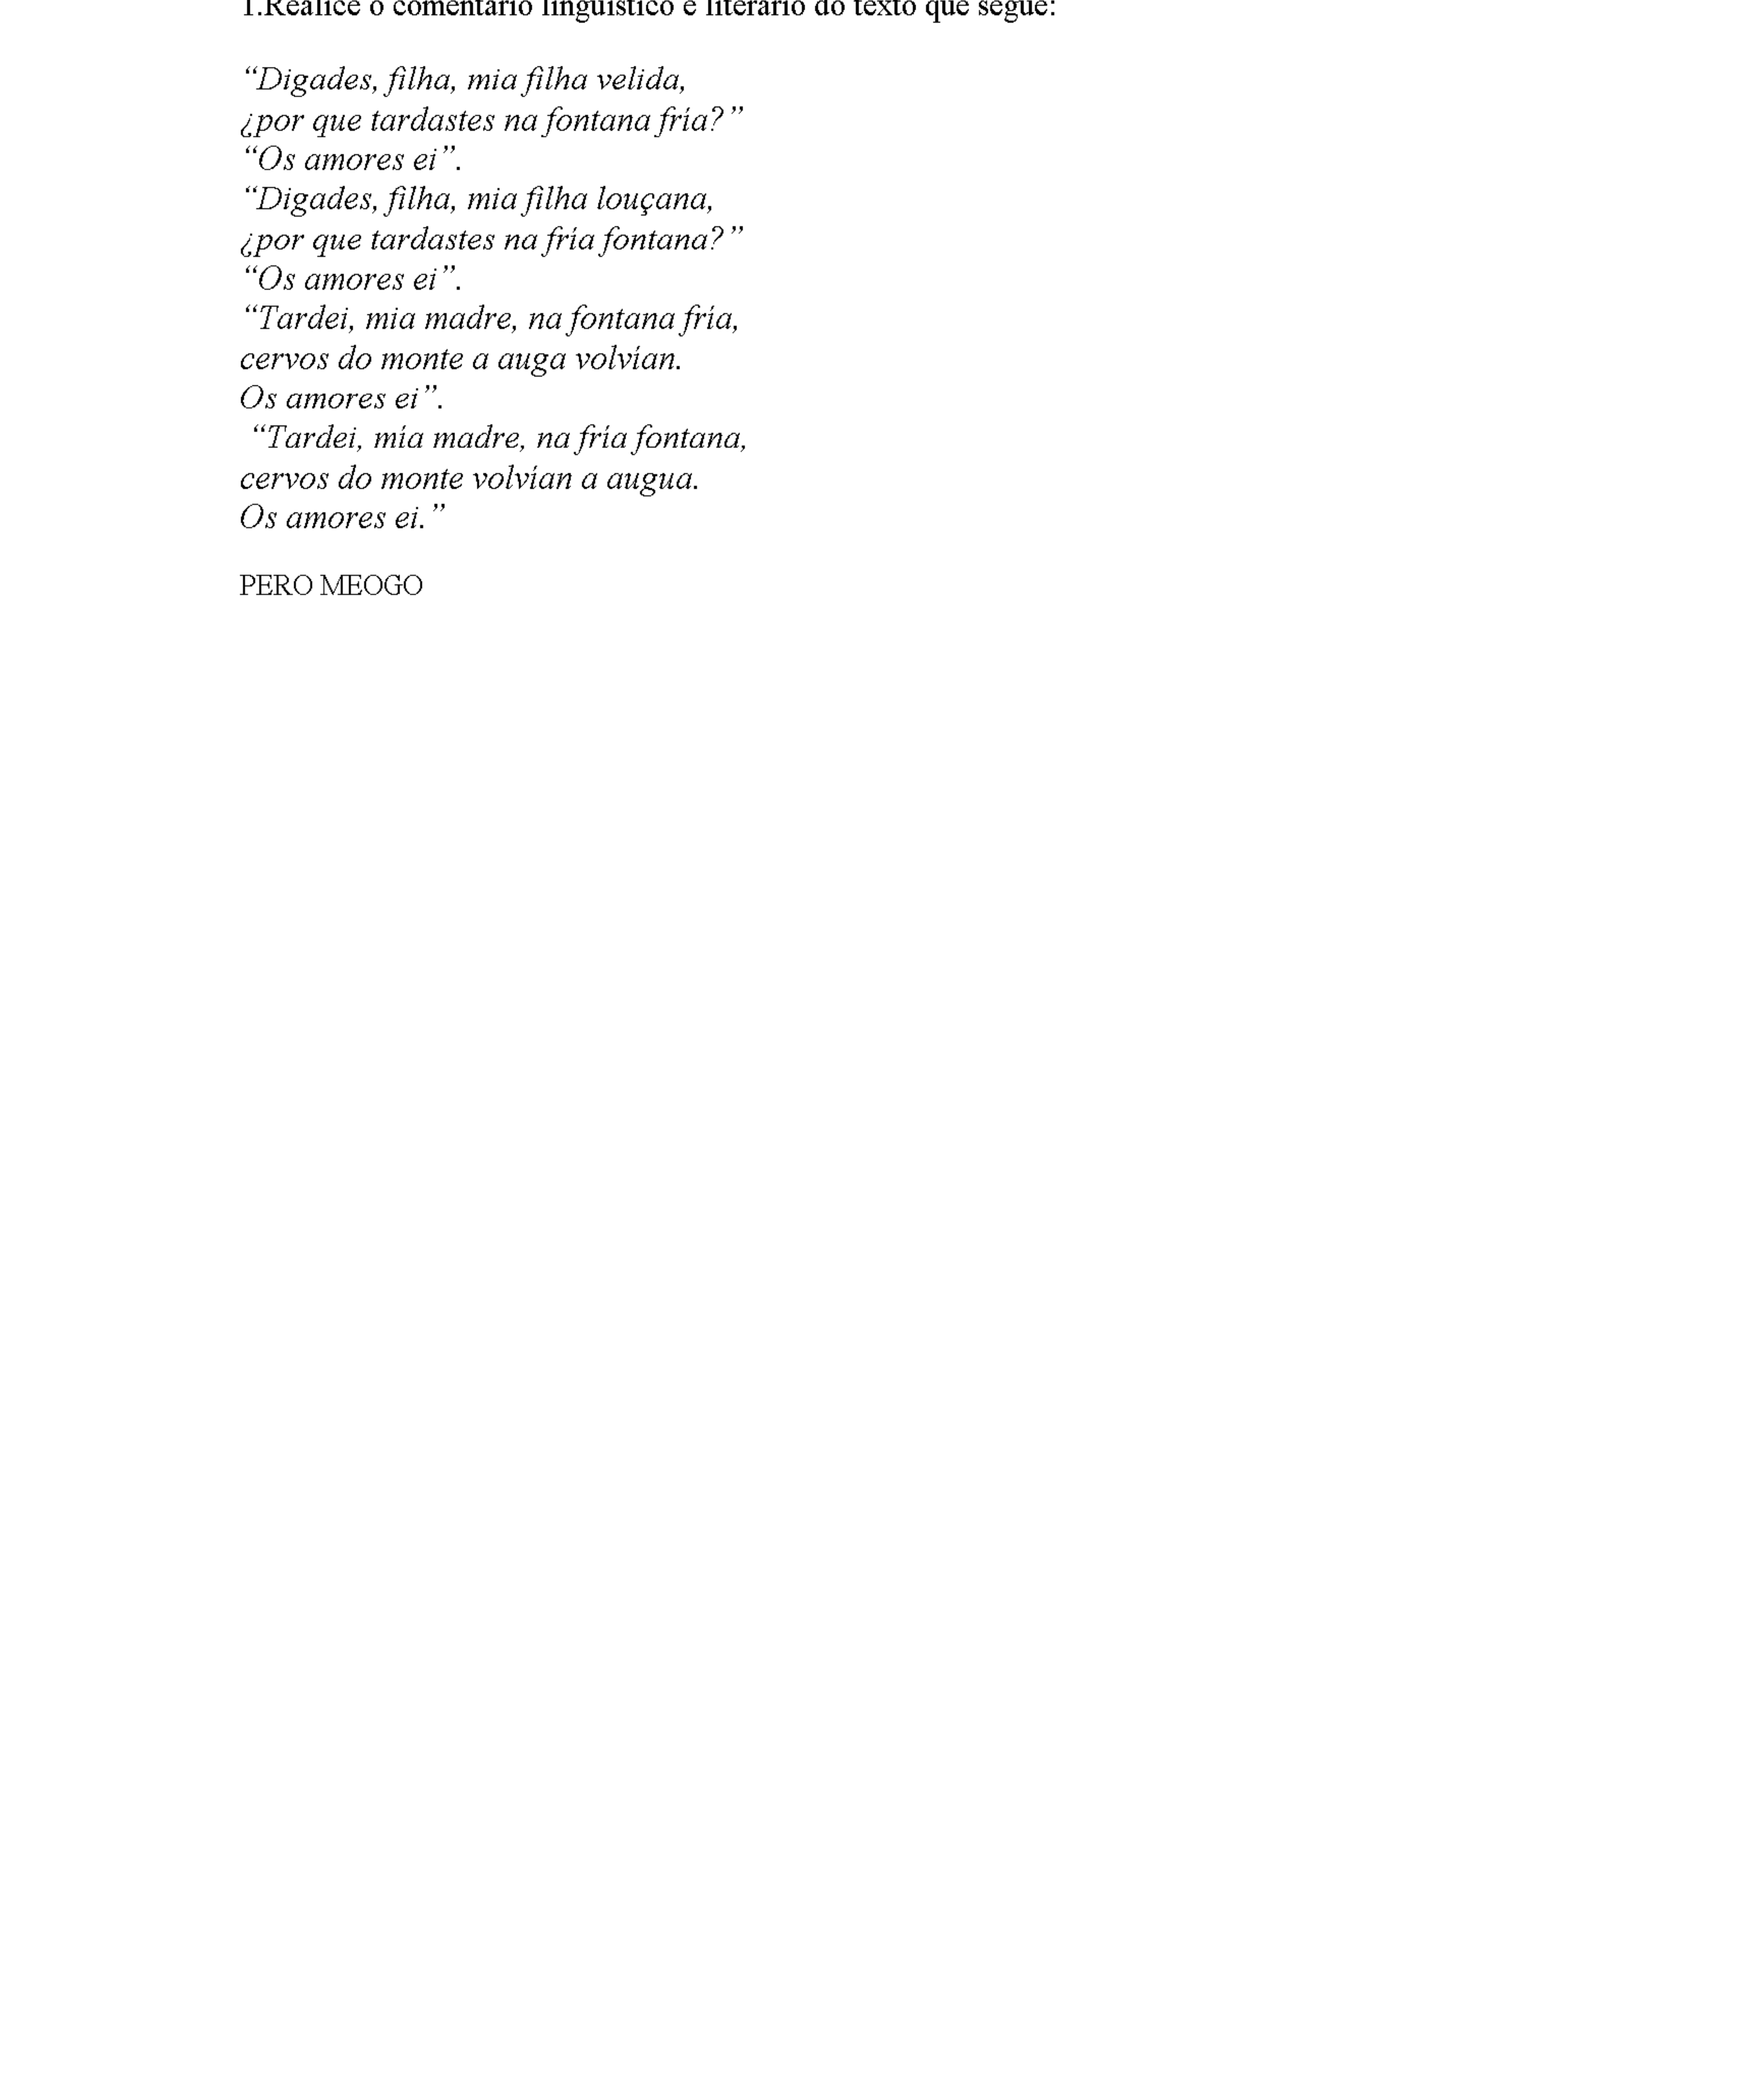 1.Realice o comentario lingüístico e literario do texto que segue:
“Digades, filha, mia filha velida,
¿por que tardastes na fontana fría?”
“Os amores ei”.
“Digades, filha, mia filha louçana,
¿por que tardastes na fría fontana?”
“Os amores ei”.
“Tardei, mia madre, na fontana fría,
cervos do monte a auga volvían.
Os amores ei”.
“Tardei, mía madre, na fría fontana,
cervos do monte volvían a augua.
Os amores ei.”
PERO MEOGO